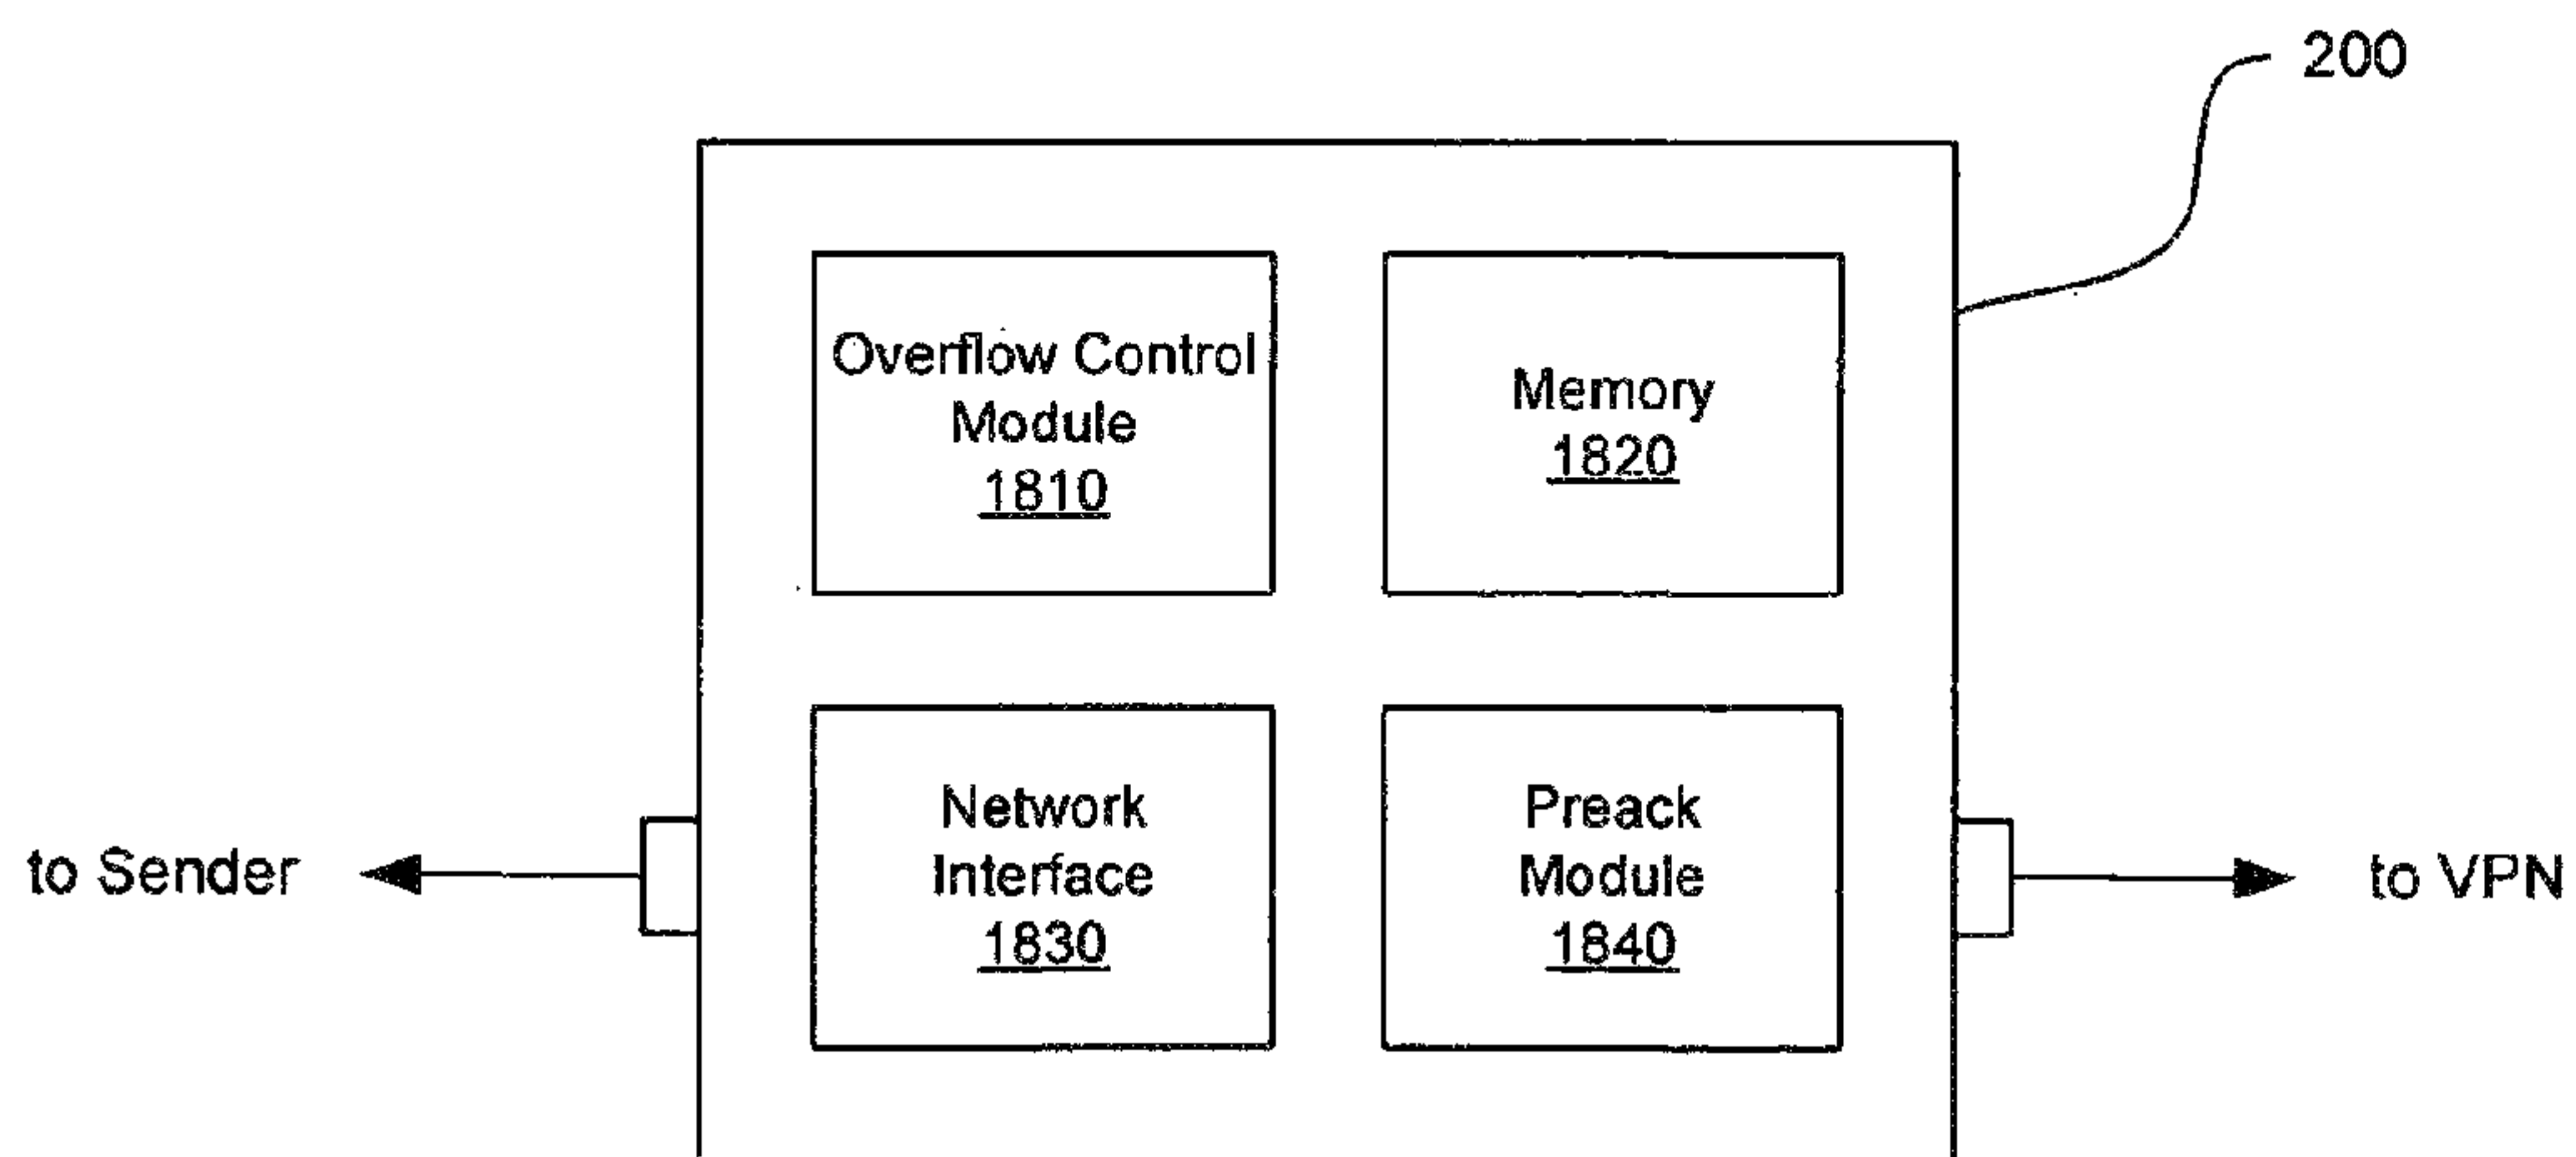 200
Overflow Control
Module
1810
Memory
1820
Network
Interface
1830
Preack
Module
1840
to Sender
to VPN